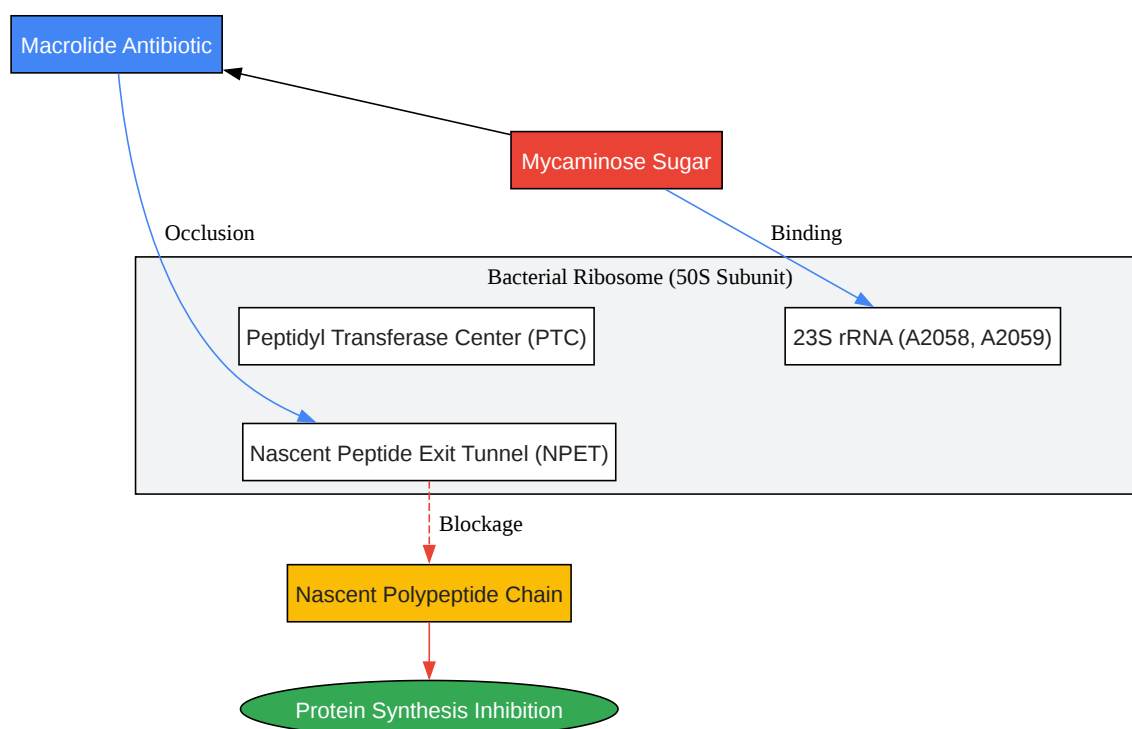 Macrolide Antibiotic
Mycaminose Sugar
Occlusion
Binding
Bacterial Ribosome (50S Subunit)
Peptidyl Transferase Center (PTC)
23S rRNA (A2058, A2059)
Nascent Peptide Exit Tunnel (NPET)
Blockage
Nascent Polypeptide Chain
Protein Synthesis Inhibition